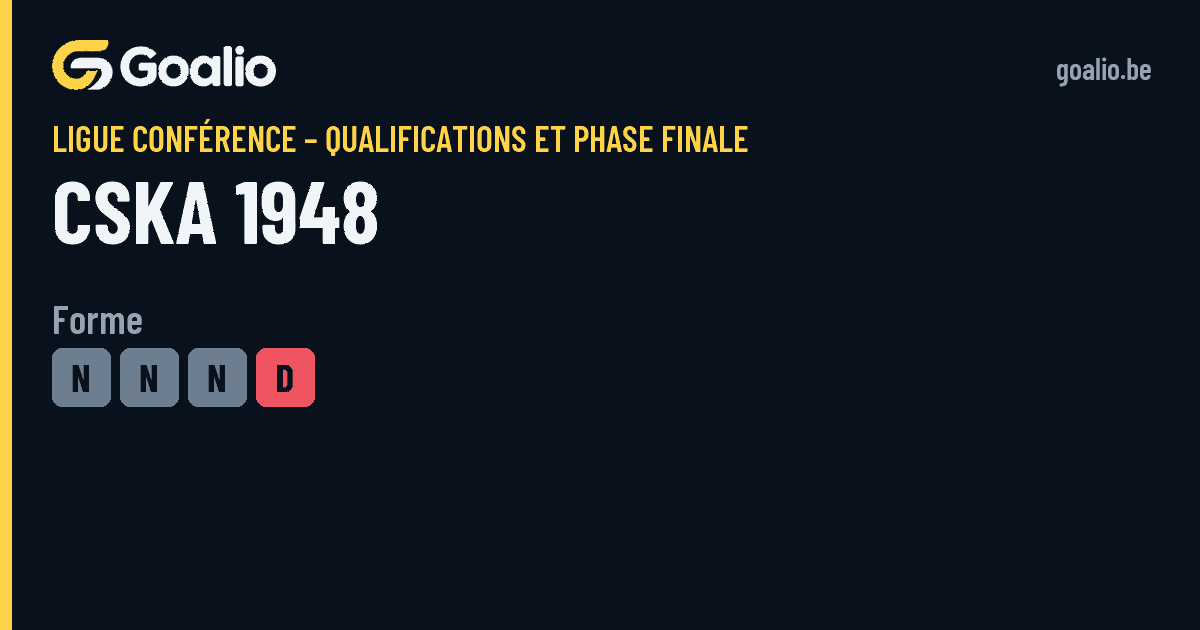 Goalio
goalio.be
LIGUE CONFÉRENCE – QUALIFICATIONS ET PHASE FINALE
CSKA 1948
Forme
N N N D